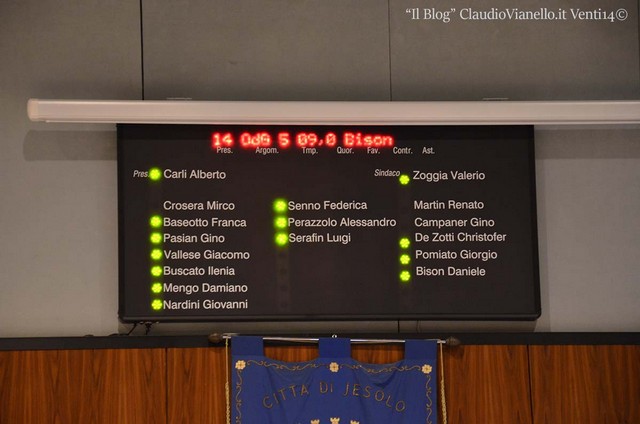 “Il Blog” ClaudioVianello.it Venti14©
14 OdG 5 09,0 Bison
Pres. Argom. Tmp. Quor. Fav. Contr. Ast.
Pres. Carli Alberto Sindaco Zoggia Valerio
Crosera Mirco Senno Federica Martin Renato
Baseotto Franca Perazzolo Alessandro Campaner Gino
Pasian Gino Serafin Luigi De Zotti Christofer
Vallese Giacomo Pomiato Giorgio
Buscato Ilenia Bison Daniele
Mengo Damiano
Nardini Giovanni
CITTÀ DI JESOLO